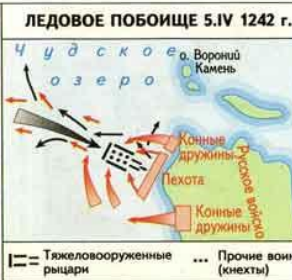 ЛЕДОВОЕ ПОБОИЩЕ 5.IV 1242 г.
Чудское
озеро
о. Вороний
Камень
Конные
дружины
Пехота
Русское войско
Конные
дружины
Тяжеловооруженные
рыцари
Прочие воин
(кнехты)